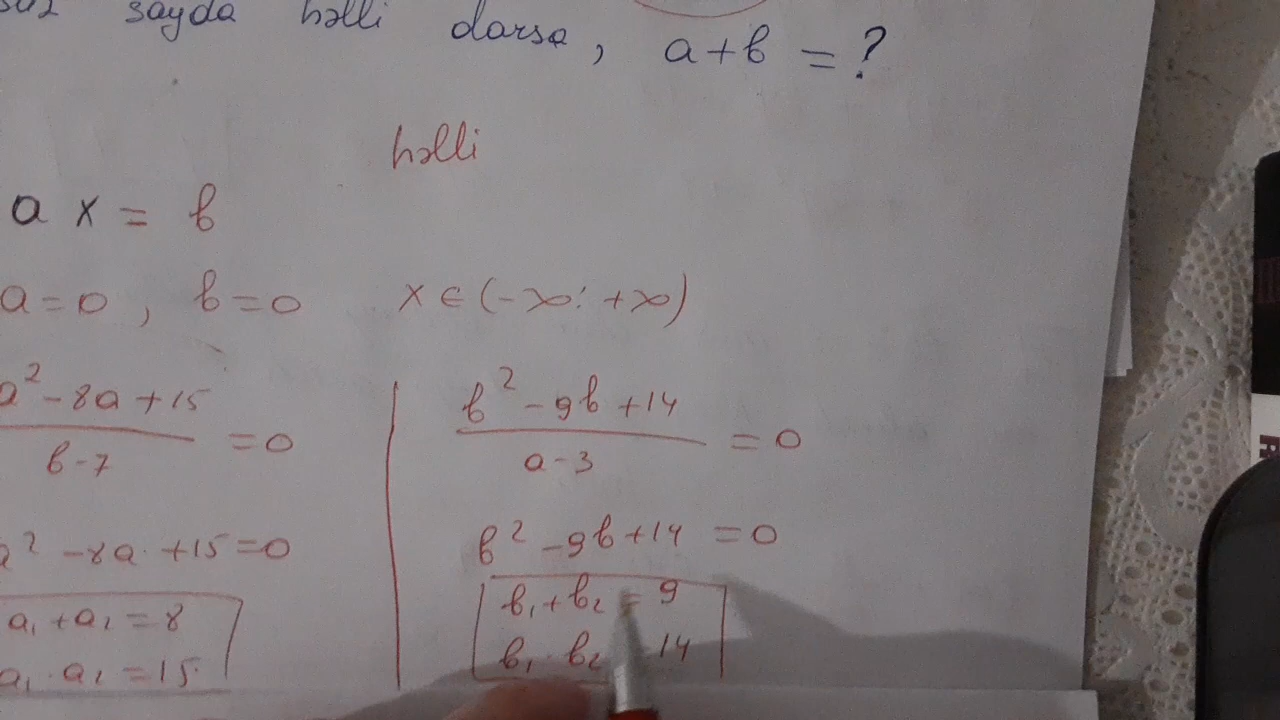 sayda həlli darsa, a+b = ?
həlli
a x = b
a=0, b=0 x ∈ (-∞; +∞)
a² - 8a + 15 / b - 7 = 0
b² - 9b + 14 / a - 3 = 0
a² - 8a + 15 = 0
b² - 9b + 14 = 0
a₁ + a₂ = 8
a₁ · a₂ = 15
b₁ + b₂ = 9
b₁ · b₂ 14